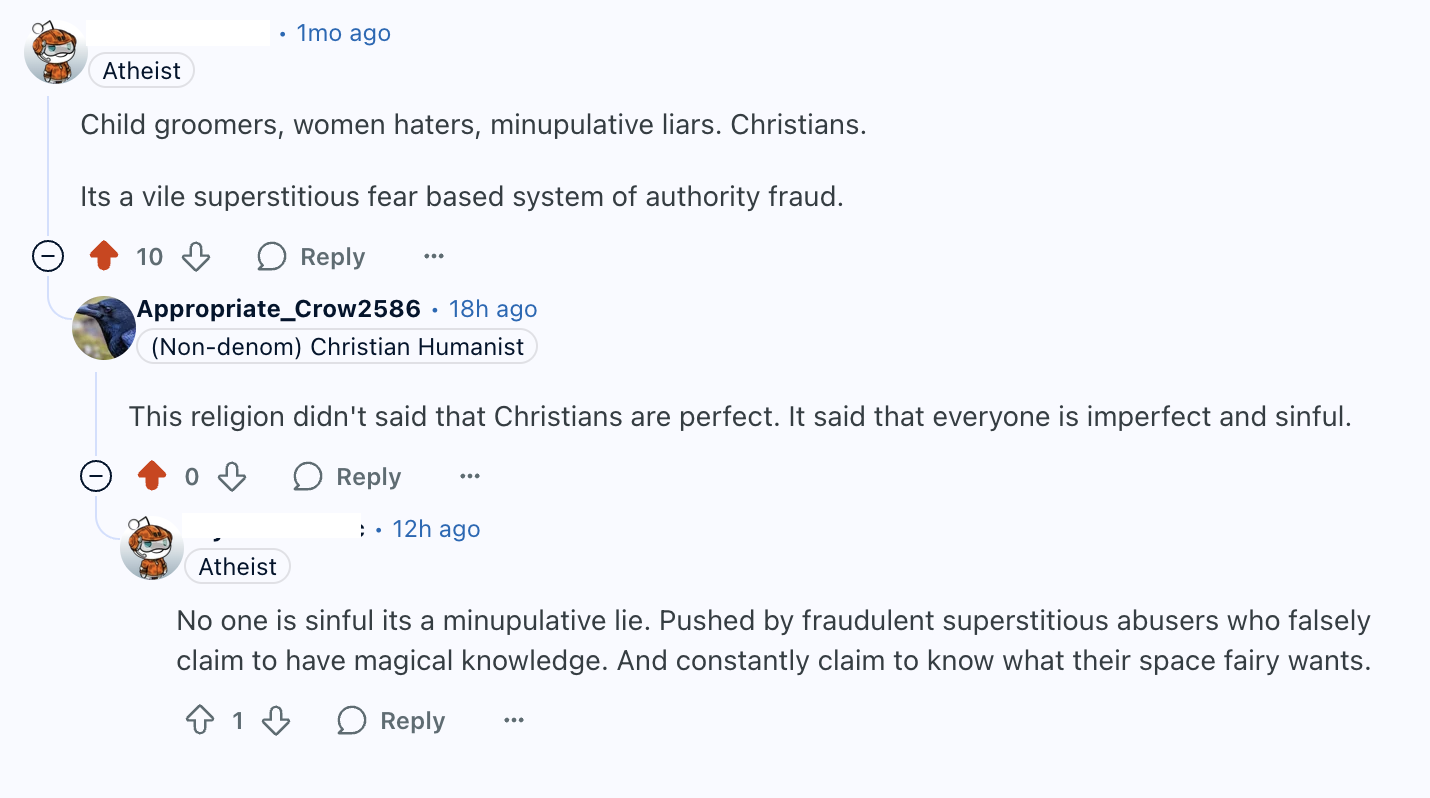 • 1mo ago
Atheist
Child groomers, women haters, minupulative liars. Christians.
Its a vile superstitious fear based system of authority fraud.
10 Reply ...
Appropriate_Crow2586 • 18h ago
(Non-denom) Christian Humanist
This religion didn't said that Christians are perfect. It said that everyone is imperfect and sinful.
0 Reply ...
• 12h ago
Atheist
No one is sinful its a minupulative lie. Pushed by fraudulent superstitious abusers who falsely
claim to have magical knowledge. And constantly claim to know what their space fairy wants.
1 Reply ...